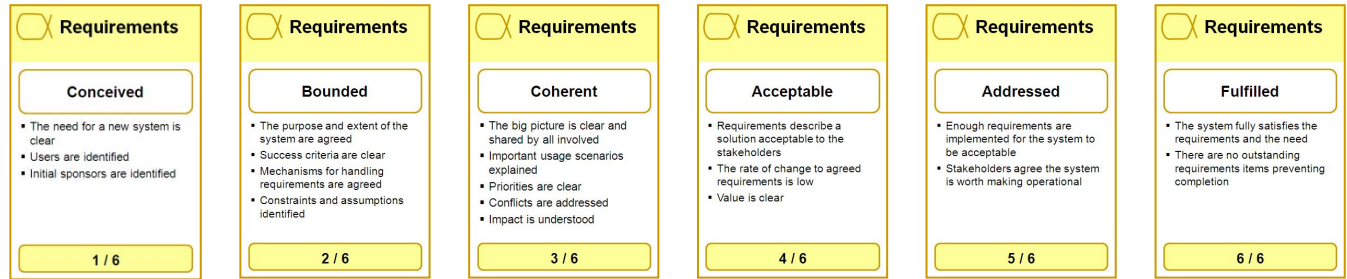 Requirements
Conceived
▪ The need for a new system is
clear
▪ Users are identified
▪ Initial sponsors are identified
1 / 6
Requirements
Bounded
▪ The purpose and extent of the
system are agreed
▪ Success criteria are clear
▪ Mechanisms for handling
requirements are agreed
▪ Constraints and assumptions
identified
2 / 6
Requirements
Coherent
▪ The big picture is clear and
shared by all involved
▪ Important usage scenarios
explained
▪ Priorities are clear
▪ Conflicts are addressed
▪ Impact is understood
3 / 6
Requirements
Acceptable
▪ Requirements describe a
solution acceptable to the
stakeholders
▪ The rate of change to agreed
requirements is low
▪ Value is clear
4 / 6
Requirements
Addressed
▪ Enough requirements are
implemented for the system to
be acceptable
▪ Stakeholders agree the system
is worth making operational
5 / 6
Requirements
Fulfilled
▪ The system fully satisfies the
requirements and the need
▪ There are no outstanding
requirements items preventing
completion
6 / 6